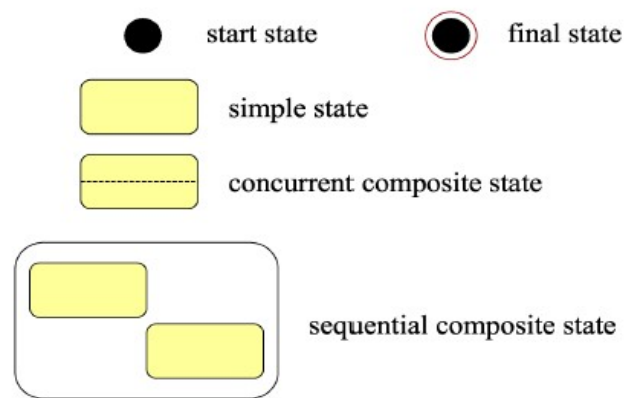 start state
final state
simple state
concurrent composite state
sequential composite state